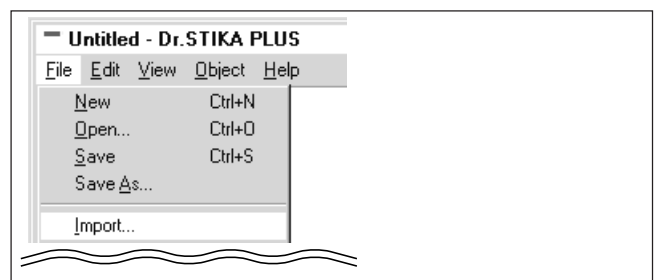 Untitled - Dr.STIKA PLUS
File Edit View Object Help
New Ctrl+N
Open... Ctrl+O
Save Ctrl+S
Save As...
Import...